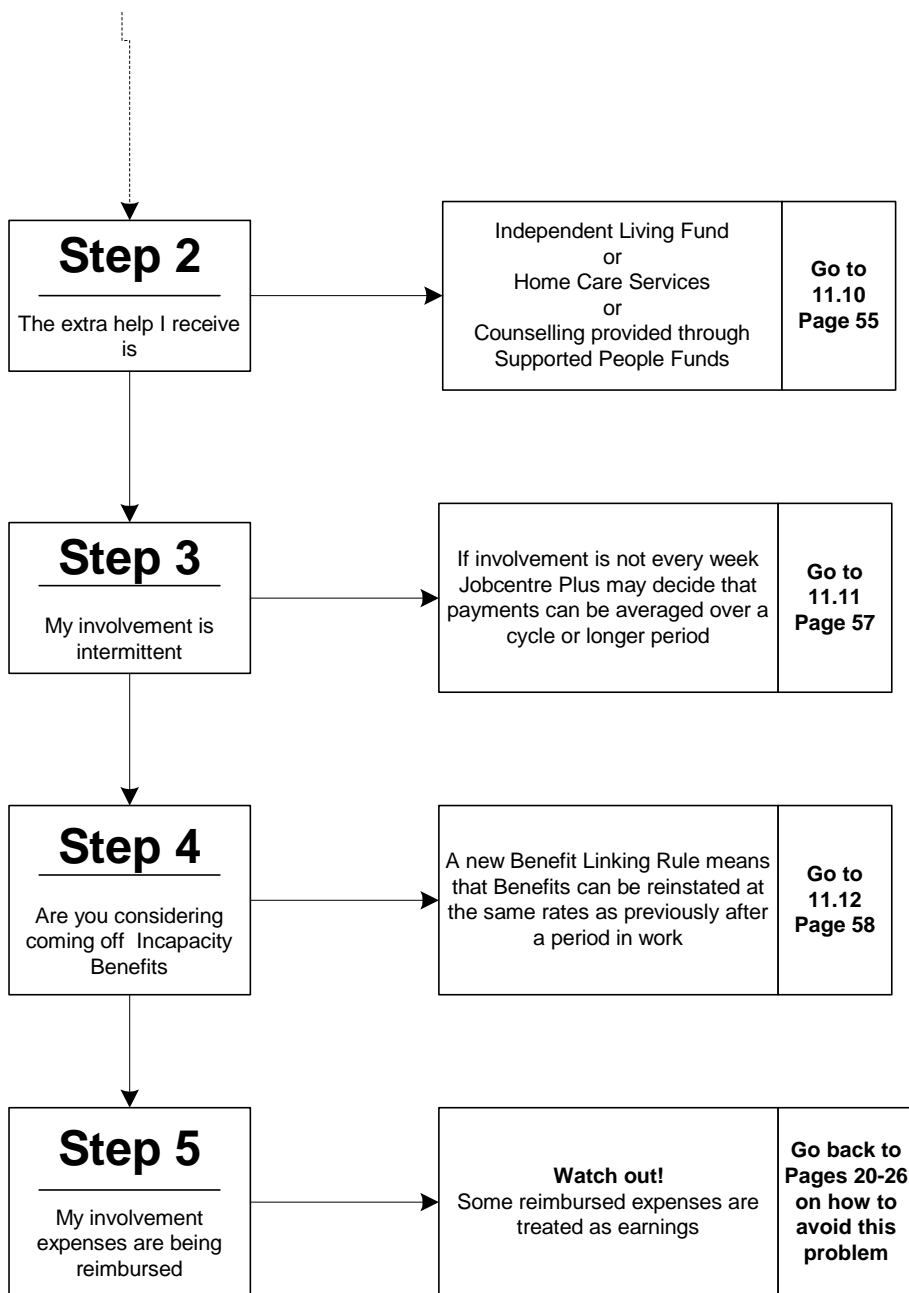 Step 2
The extra help I receive
is
Independent Living Fund
or
Home Care Services
or
Counselling provided through
Supported People Funds
Go to
11.10
Page 55
Step 3
My involvement is
intermittent
If involvement is not every week
Jobcentre Plus may decide that
payments can be averaged over a
cycle or longer period
Go to
11.11
Page 57
Step 4
Are you considering
coming off Incapacity
Benefits
A new Benefit Linking Rule means
that Benefits can be reinstated at
the same rates as previously after
a period in work
Go to
11.12
Page 58
Step 5
My involvement
expenses are being
reimbursed
Watch out!
Some reimbursed expenses are
treated as earnings
Go back to
Pages 20-26
on how to
avoid this
problem